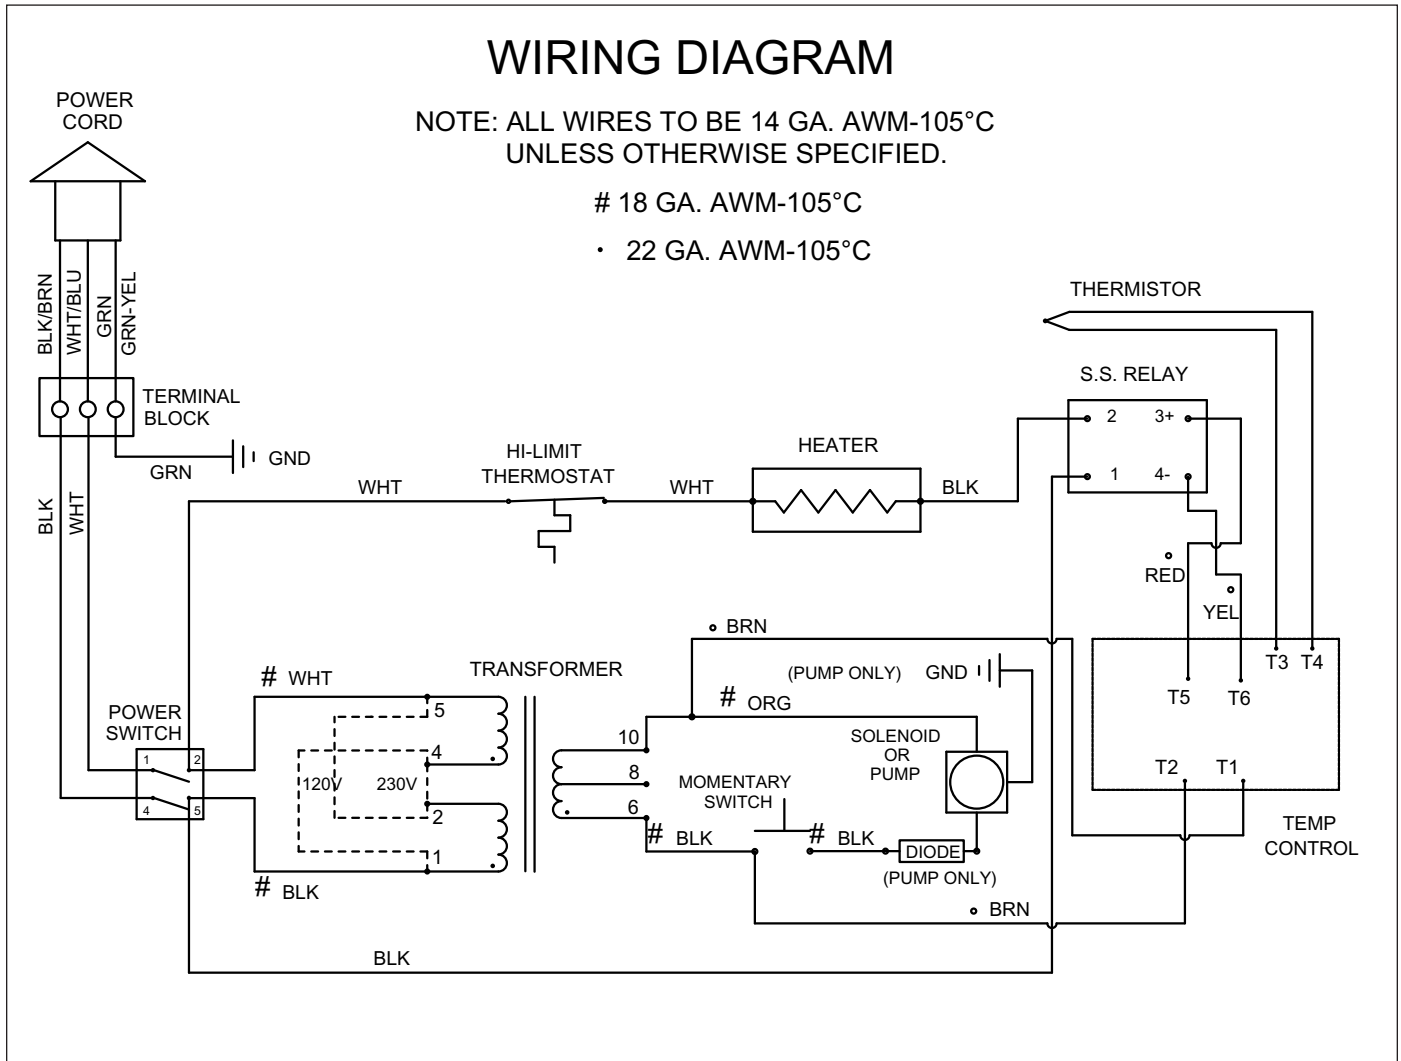 WIRING DIAGRAM
POWER
CORD
NOTE: ALL WIRES TO BE 14 GA. AWM-105°C
UNLESS OTHERWISE SPECIFIED.
# 18 GA. AWM-105°C
· 22 GA. AWM-105°C
BLK/BRN
WHT/BLU
GRN
GRN-YEL
THERMISTOR
S.S. RELAY
TERMINAL
BLOCK
2 3+
1 4-
HI-LIMIT
THERMOSTAT
HEATER
GND
GRN
WHT
WHT
BLK
BLK
WHT
RED
YEL
BRN
T3 T4
T5 T6
TRANSFORMER
# WHT
(PUMP ONLY) GND
# ORG
POWER
SWITCH
5
10
SOLENOID
OR
PUMP
1 2
4
120V 230V
8
MOMENTARY
SWITCH
T2 T1
4 5
2
6
# BLK
# BLK
DIODE
(PUMP ONLY)
TEMP
CONTROL
1
# BLK
BRN
BLK